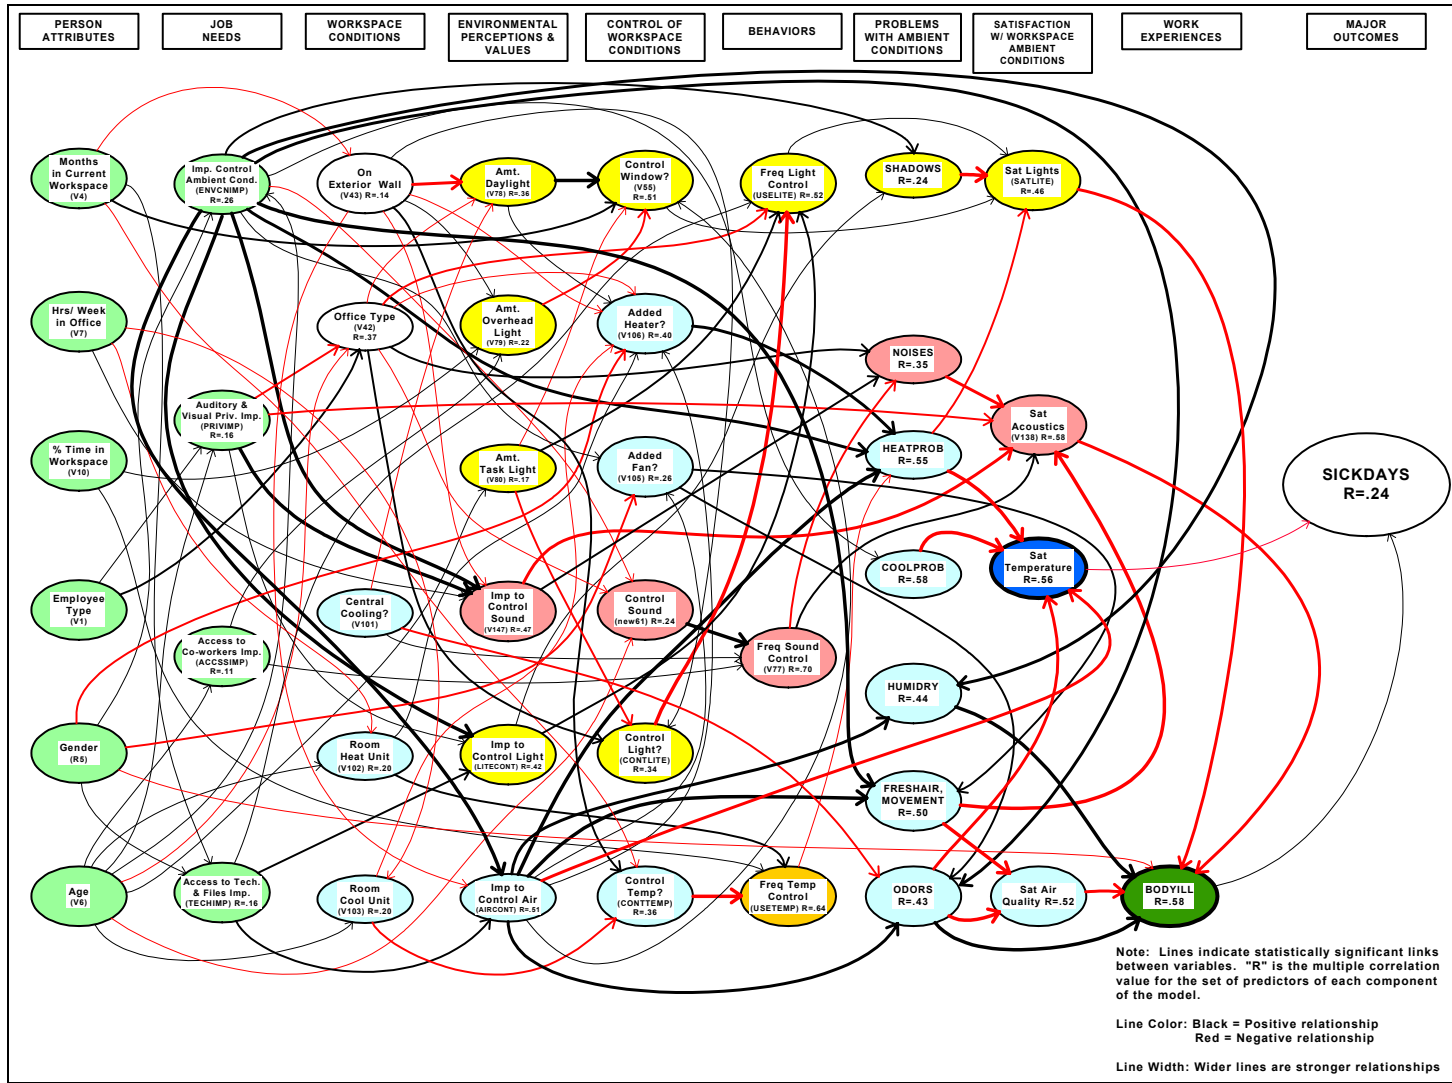 PERSON
ATTRIBUTES
JOB
NEEDS
WORKSPACE
CONDITIONS
ENVIRONMENTAL
PERCEPTIONS &
VALUES
CONTROL OF
WORKSPACE
CONDITIONS
BEHAVIORS
PROBLEMS
WITH AMBIENT
CONDITIONS
SATISFACTION
W/ WORKSPACE
AMBIENT
CONDITIONS
WORK
EXPERIENCES
MAJOR
OUTCOMES
Months
in Current
Workspace
(V4)
Hrs/ Week
in Office
(V7)
% Time in
Workspace
(V10)
Employee
Type
(V1)
Gender
(R5)
Age
(V6)
Imp. Control
Ambient Cond.
(ENVCNIMP)
R=.26
Auditory &
Visual Priv. Imp.
(PRIVIMP)
R=.16
Access to
Co-workers Imp.
(ACCSSIMP)
R=.11
Access to Tech.
& Files Imp.
(TECHIMP) R=.16
On
Exterior Wall
(V43) R=.14
Office Type
(V42)
R=.37
Central
Cooling?
(V101)
Room
Heat Unit
(V102) R=.20
Room
Cool Unit
(V103) R=.20
Amt.
Daylight
(V78) R=.36
Amt.
Overhead
Light
(V79) R=.22
Amt.
Task Light
(V80) R=.17
Imp to
Control
Sound
(V147) R=.47
Imp to
Control Light
(LITECONT) R=.42
Imp to
Control Air
(AIRCONT) R=.51
Control
Window?
(V55)
R=.51
Added
Heater?
(V106) R=.40
Added
Fan?
(V105) R=.26
Control
Sound
(new61) R=.24
Control
Light?
(CONTLITE)
R=.34
Control
Temp?
(CONTTEMP)
R=.36
Freq Light
Control
(USELITE) R=.52
Freq Sound
Control
(V77) R=.70
Freq Temp
Control
(USETEMP) R=.64
SHADOWS
R=.24
NOISES
R=.35
HEATPROB
R=.55
COOLPROB
R=.58
HUMIDRY
R=.44
FRESHAIR,
MOVEMENT
R=.50
ODORS
R=.43
Sat Lights
(SATLITE)
R=.46
Sat
Acoustics
(V138) R=.58
Sat
Temperature
R=.56
Sat Air
Quality R=.52
BODYILL
R=.58
SICKDAYS
R=.24
Note: Lines indicate statistically significant links
between variables. "R" is the multiple correlation
value for the set of predictors of each component
of the model.
Line Color: Black = Positive relationship
Red = Negative relationship
Line Width: Wider lines are stronger relationships